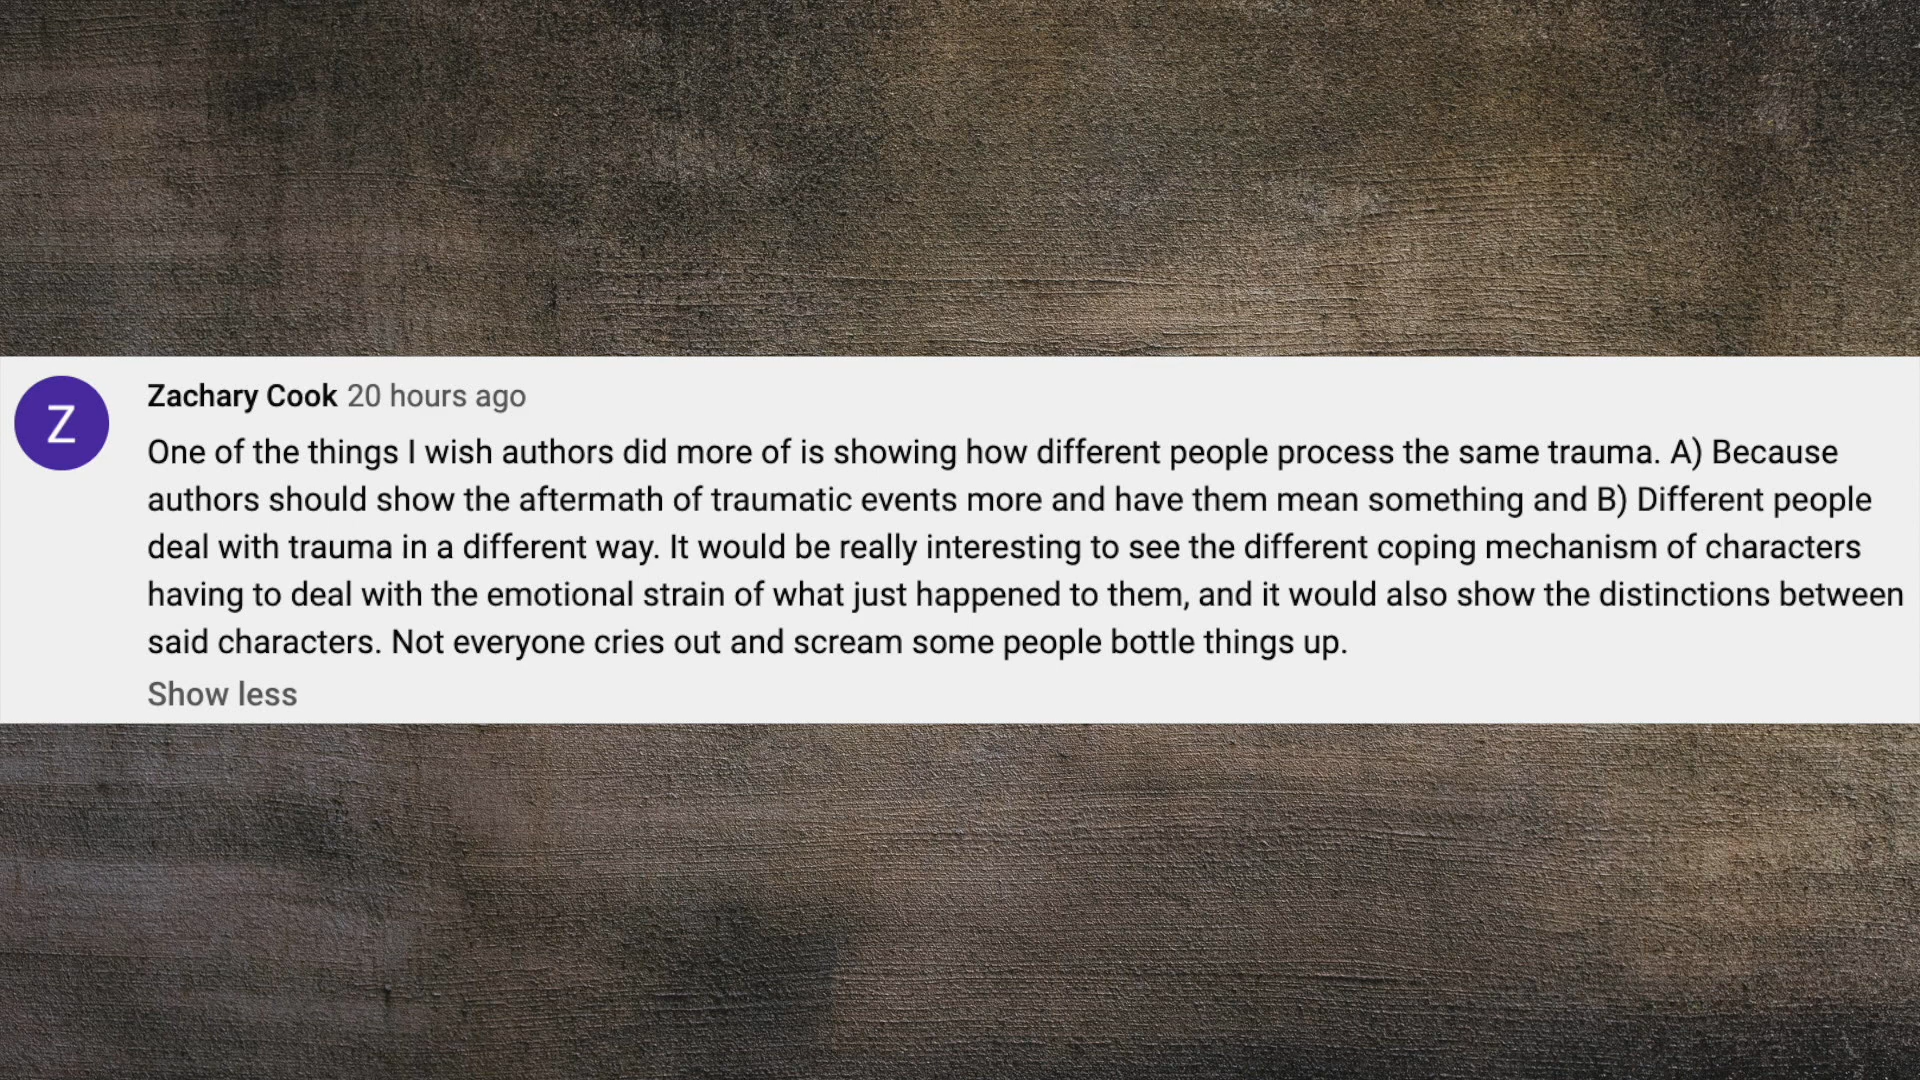 Z
Zachary Cook 20 hours ago
One of the things I wish authors did more of is showing how different people process the same trauma. A) Because
authors should show the aftermath of traumatic events more and have them mean something and B) Different people
deal with trauma in a different way. It would be really interesting to see the different coping mechanism of characters
having to deal with the emotional strain of what just happened to them, and it would also show the distinctions between
said characters. Not everyone cries out and scream some people bottle things up.
Show less